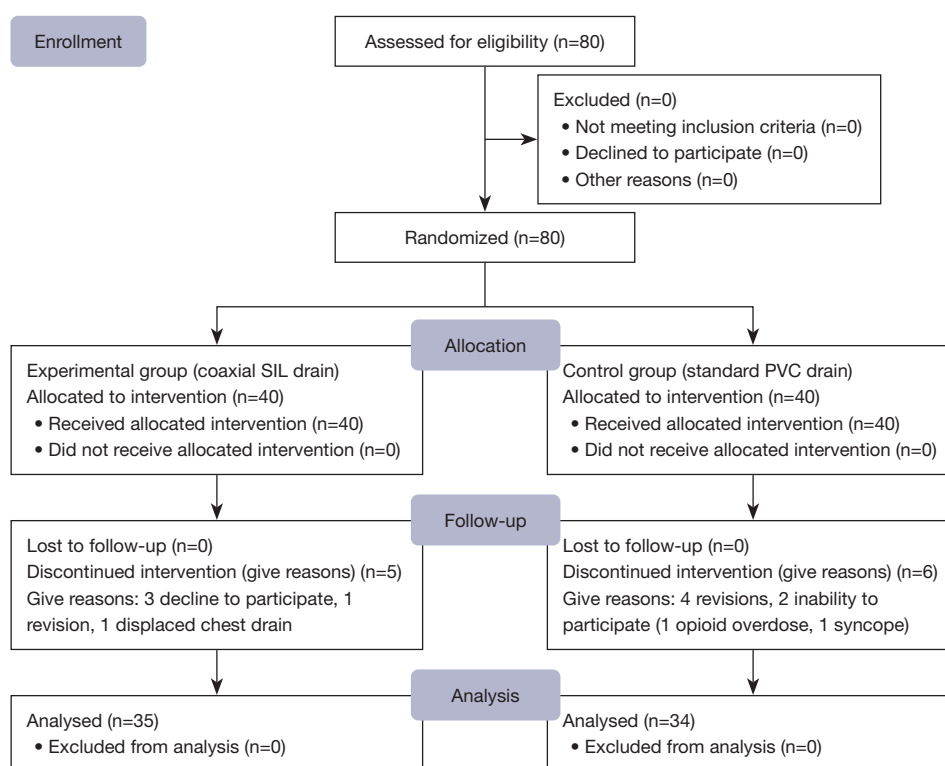 Enrollment
Assessed for eligibility (n=80)
Excluded (n=0)
• Not meeting inclusion criteria (n=0)
• Declined to participate (n=0)
• Other reasons (n=0)
Randomized (n=80)
Allocation
Experimental group (coaxial SIL drain)
Allocated to intervention (n=40)
• Received allocated intervention (n=40)
• Did not receive allocated intervention (n=0)
Control group (standard PVC drain)
Allocated to intervention (n=40)
• Received allocated intervention (n=40)
• Did not receive allocated intervention (n=0)
Follow-up
Lost to follow-up (n=0)
Discontinued intervention (give reasons) (n=5)
Give reasons: 3 decline to participate, 1
revision, 1 displaced chest drain
Lost to follow-up (n=0)
Discontinued intervention (give reasons) (n=6)
Give reasons: 4 revisions, 2 inability to
participate (1 opioid overdose, 1 syncope)
Analysis
Analysed (n=35)
• Excluded from analysis (n=0)
Analysed (n=34)
• Excluded from analysis (n=0)